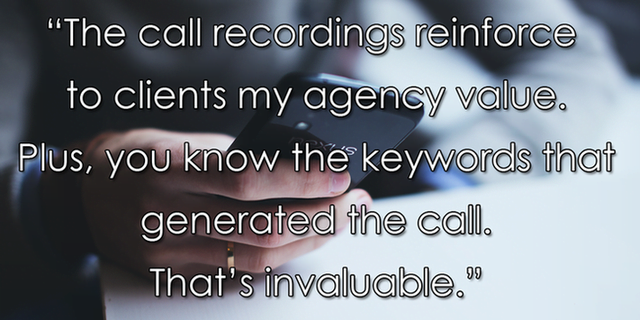 “The call recordings reinforce
to clients my agency value.
Plus, you know the keywords that
generated the call.
That’s invaluable.”